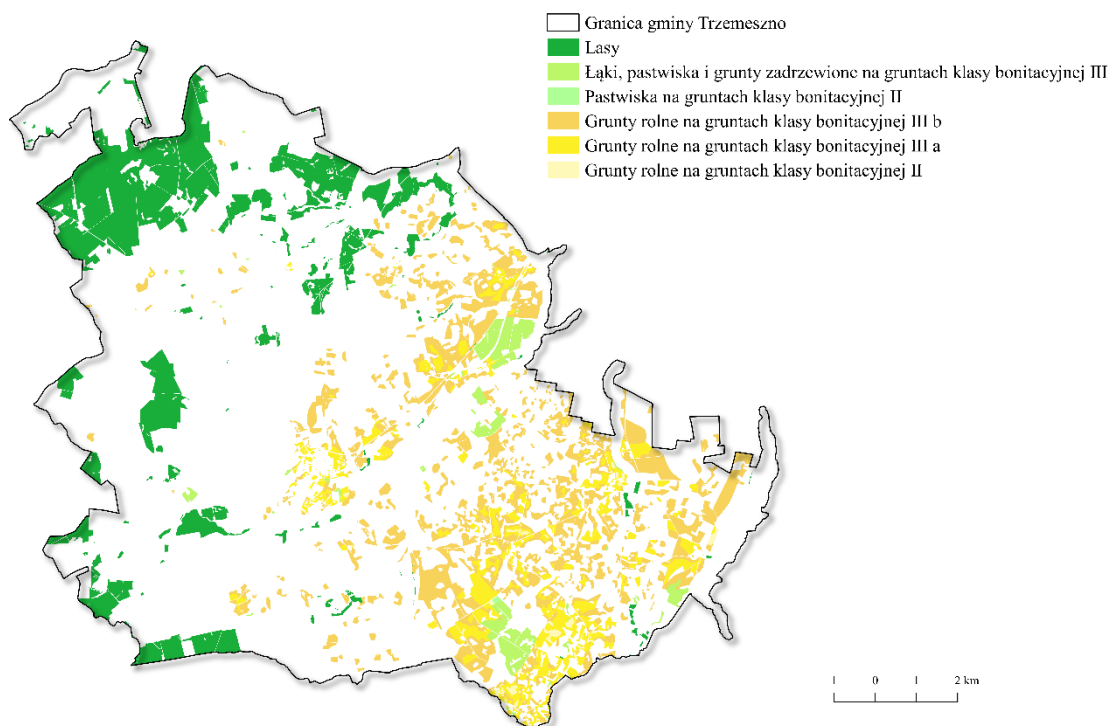 Granica gminy Trzemeszno
Lasy
Łąki, pastwiska i grunty zadrzewione na gruntach klasy bonitacyjnej III
Pastwiska na gruntach klasy bonitacyjnej II
Grunty rolne na gruntach klasy bonitacyjnej III b
Grunty rolne na gruntach klasy bonitacyjnej III a
Grunty rolne na gruntach klasy bonitacyjnej II
1 0 1 2 km